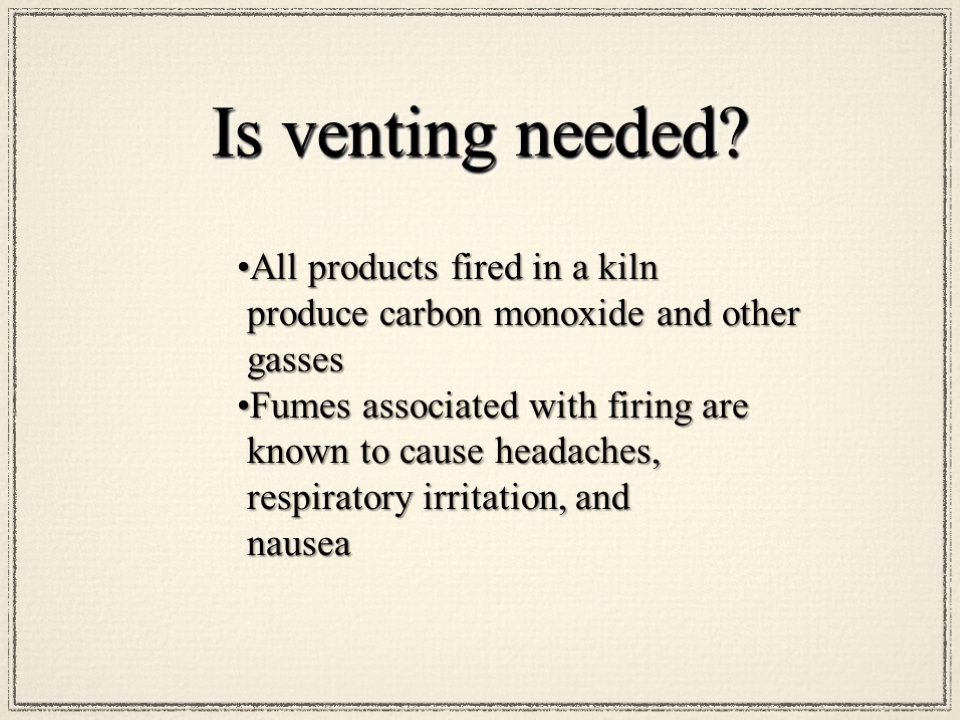 Is venting needed?
•All products fired in a kiln
produce carbon monoxide and other
gasses
•Fumes associated with firing are
known to cause headaches,
respiratory irritation, and
nausea